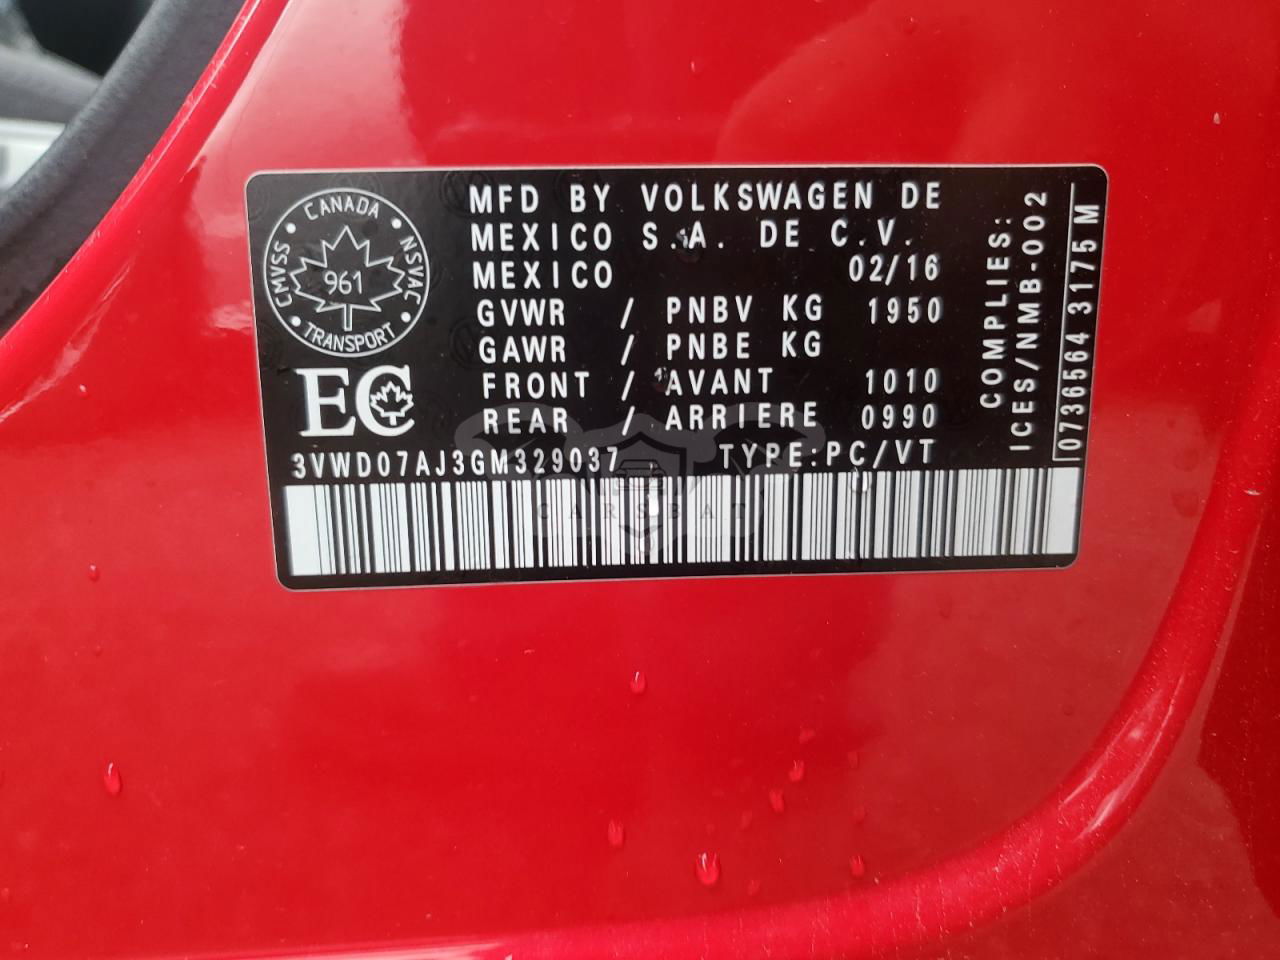 CANADA
CMVSS • NSVAC
961
• TRANSPORT •
EC
MFD BY VOLKSWAGEN DE
MEXICO S.A. DE C.V.
MEXICO 02/16
GVWR / PNBV KG 1950
GAWR / PNBE KG
FRONT / AVANT 1010
REAR / ARRIERE 0990
3VWD07AJ3GM329037 TYPE:PC/VT
COMPLIES:
ICES/NMB-002
0736564 3175 M
CARSBAT